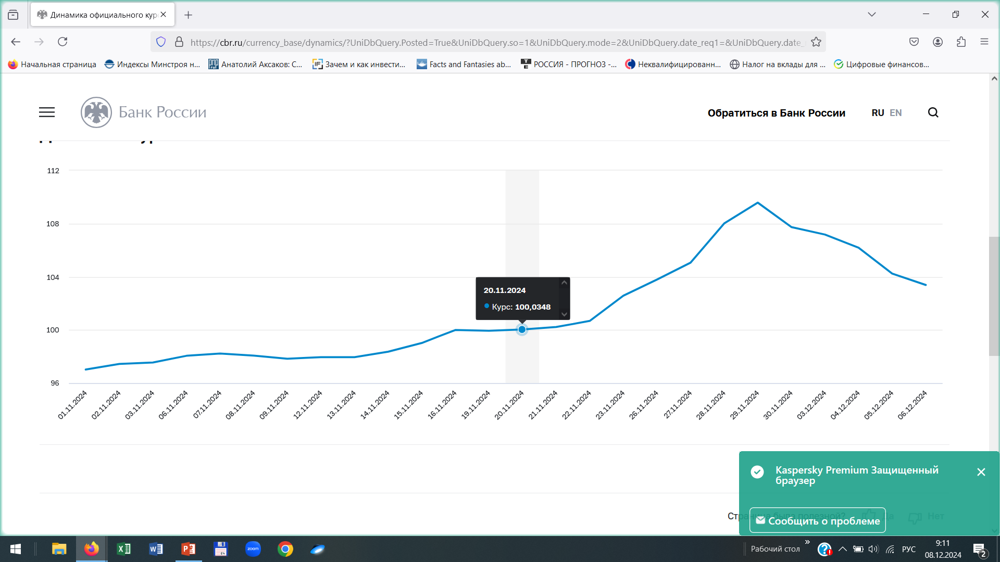 Динамика официального кур
https://cbr.ru/currency_base/dynamics/?UniDbQuery.Posted=True&UniDbQuery.so=1&UniDbQuery.mode=2&UniDbQuery.date_req1=&UniDbQuery.date_
Начальная страница
Индексы Минстроя н...
Анатолий Аксаков: С...
Зачем и как инвести...
Facts and Fantasies ab...
РОССИЯ - ПРОГНОЗ -...
Неквалифицированн...
Налог на вклады для ...
Цифровые финансов...
Банк России
Обратиться в Банк России
RU EN
112
108
104
100
96
20.11.2024
Курс: 100,0348
01.11.2024
02.11.2024
03.11.2024
06.11.2024
07.11.2024
08.11.2024
09.11.2024
12.11.2024
13.11.2024
14.11.2024
15.11.2024
16.11.2024
19.11.2024
20.11.2024
21.11.2024
22.11.2024
23.11.2024
26.11.2024
27.11.2024
28.11.2024
29.11.2024
30.11.2024
03.12.2024
04.12.2024
05.12.2024
06.12.2024
Kaspersky Premium Защищенный
браузер
Страница была полезной? Да Нет
Сообщить о проблеме
zoom
64
Рабочий стол
РУС
9:11
08.12.2024
2